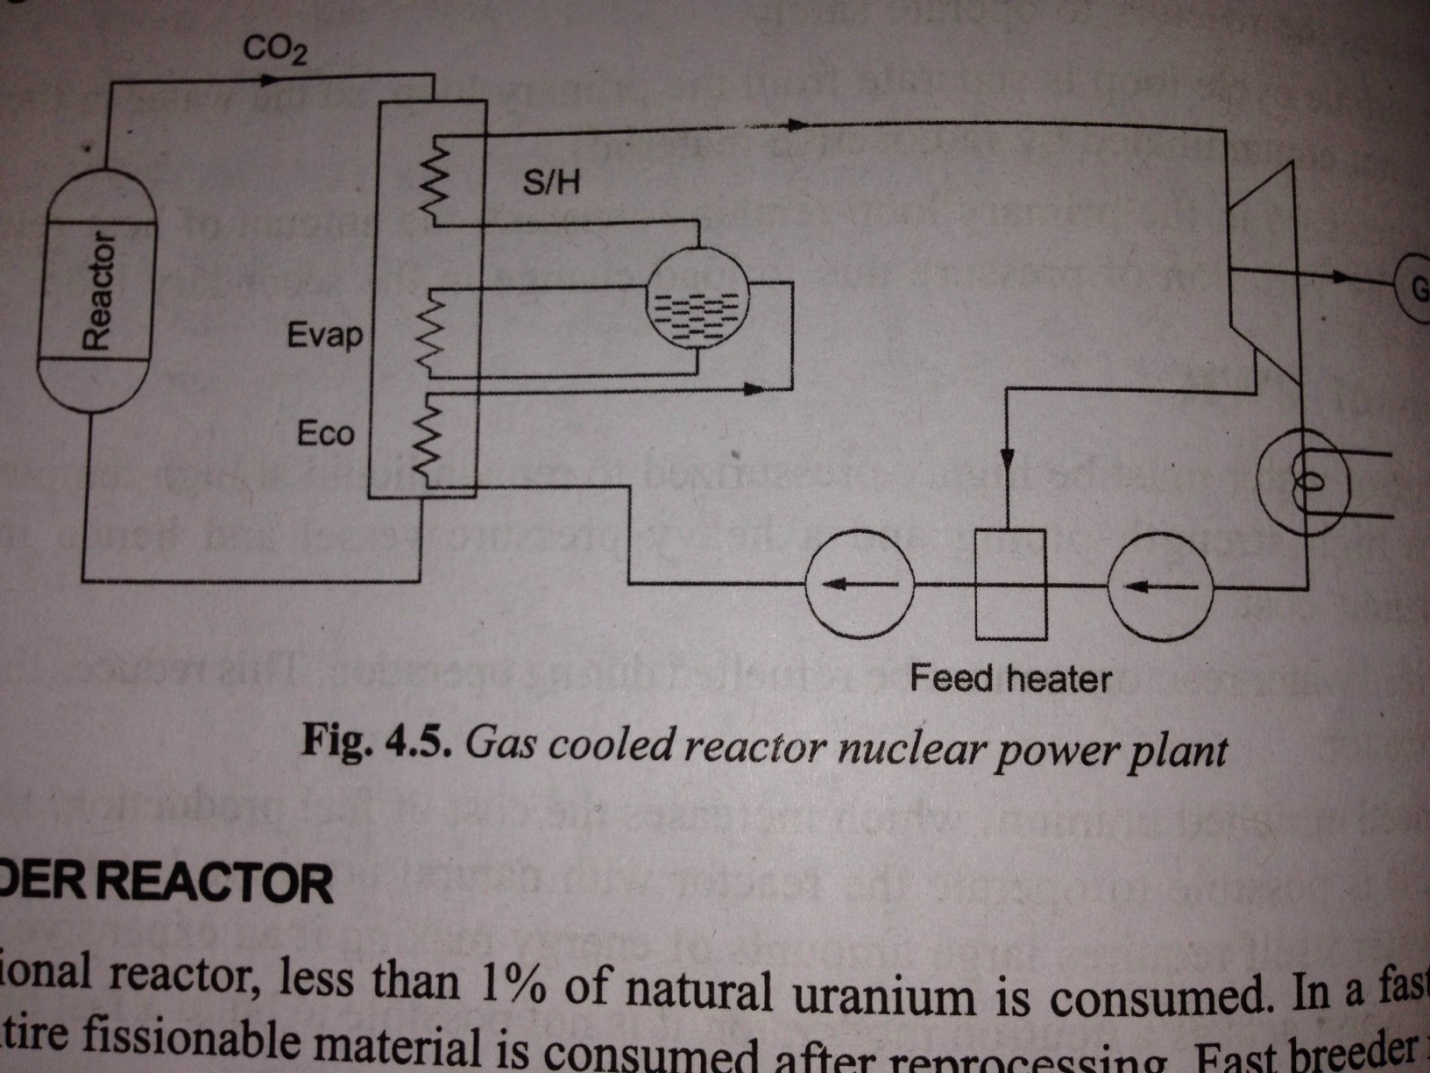 CO2
S/H
Reactor
Evap
G
Eco
Feed heater
Fig. 4.5. Gas cooled reactor nuclear power plant
DER REACTOR
ional reactor, less than 1% of natural uranium is consumed. In a fast
tire fissionable material is consumed after reprocessing. Fast breeder